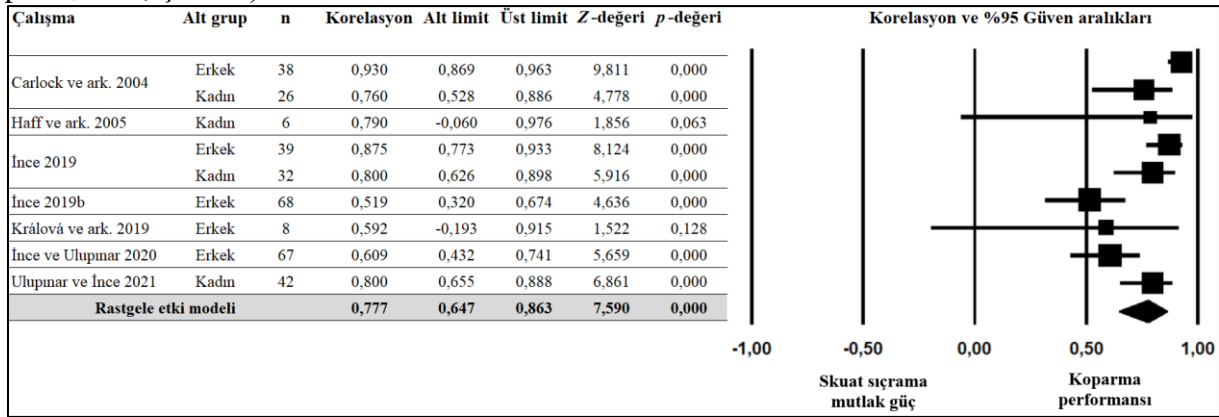 Çalışma Alt grup n Korelasyon Alt limit Üst limit Z-değeri p-değeri Korelasyon ve %95 Güven aralıkları
Carlock ve ark. 2004 Erkek 38 0,930 0,869 0,963 9,811 0,000
Kadın 26 0,760 0,528 0,886 4,778 0,000
Haff ve ark. 2005 Kadın 6 0,790 -0,060 0,976 1,856 0,063
İnce 2019 Erkek 39 0,875 0,773 0,933 8,124 0,000
Kadın 32 0,800 0,626 0,898 5,916 0,000
İnce 2019b Erkek 68 0,519 0,320 0,674 4,636 0,000
Králová ve ark. 2019 Erkek 8 0,592 -0,193 0,915 1,522 0,128
İnce ve Ulupınar 2020 Erkek 67 0,609 0,432 0,741 5,659 0,000
Ulupınar ve İnce 2021 Kadın 42 0,800 0,655 0,888 6,861 0,000
Rastgele etki modeli 0,777 0,647 0,863 7,590 0,000
-1,00 -0,50 0,00 0,50 1,00
Skuat sıçrama Koparma
mutlak güç performansı